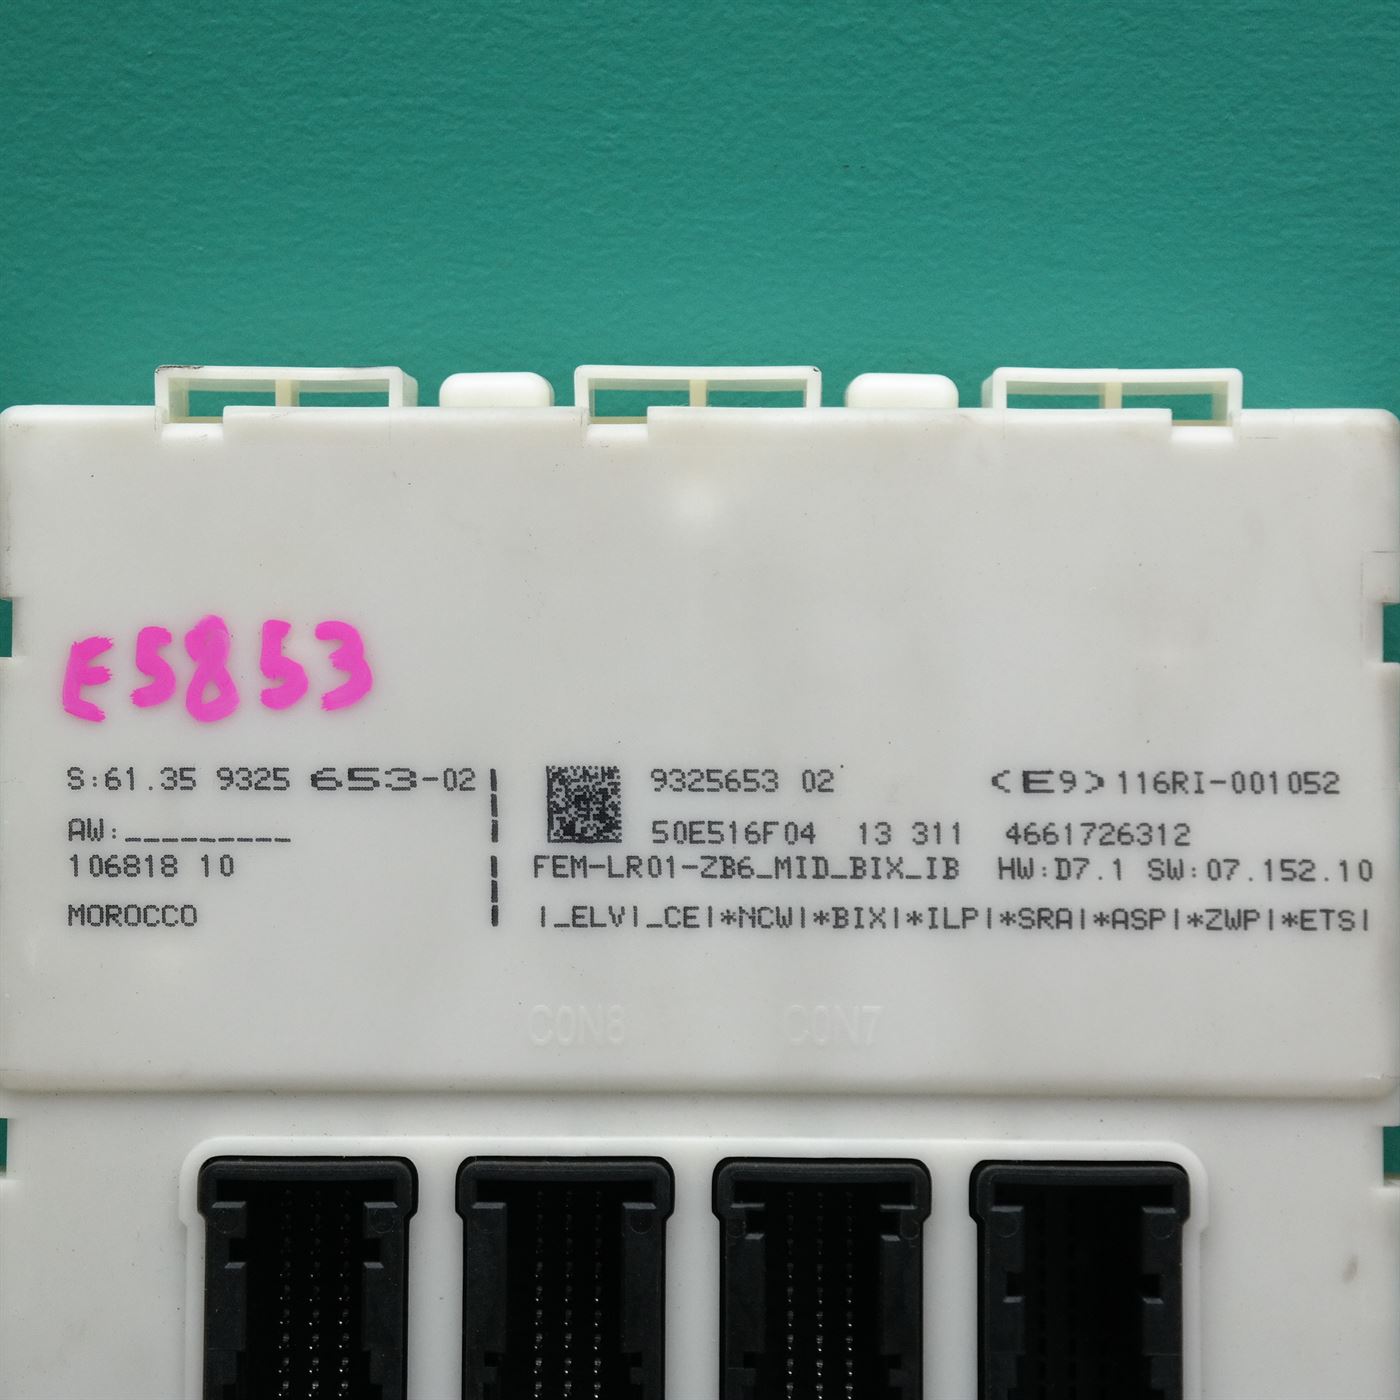 E5853
S:61.35 9325 653-02
AW:_________
106818 10
MOROCCO
9325653 02
<E9>116RI-001052
50E516F04 13 311 4661726312
FEM-LR01-ZB6_MID_BIX_IB HW:D7.1 SW:07.152.10
|_ELV|_CE|*NCW|*BIX|*ILP|*SRA|*ASP|*ZWP|*ETS|
CON8 CON7